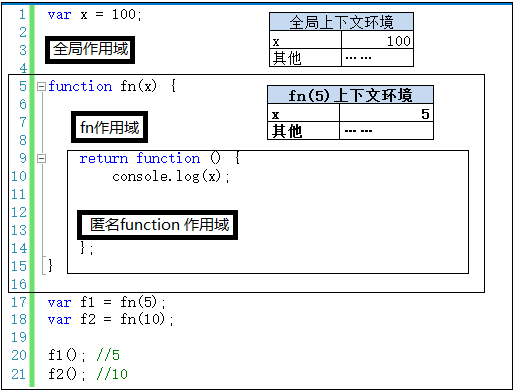 1 var x = 100;
全局上下文环境
2
x 100
3 全局作用域
其他 ……
4
5 function fn(x) {
fn(5)上下文环境
6
x 5
7 fn作用域
其他 ……
8
9 return function () {
10 console.log(x);
11
12 匿名function 作用域
13
14 };
15 }
16
17 var f1 = fn(5);
18 var f2 = fn(10);
19
20 f1(); //5
21 f2(); //10